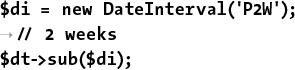 $di = new DateInterval('P2W');
→// 2 weeks
$dt->sub($di);